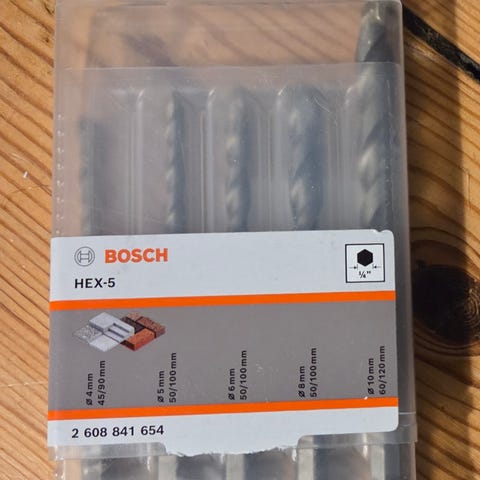 BOSCH
HEX-5
¼"
Ø 4 mm
45/90 mm
Ø 5 mm
50/100 mm
Ø 6 mm
50/100 mm
Ø 8 mm
50/100 mm
Ø 10 mm
60/120 mm
2 608 841 654